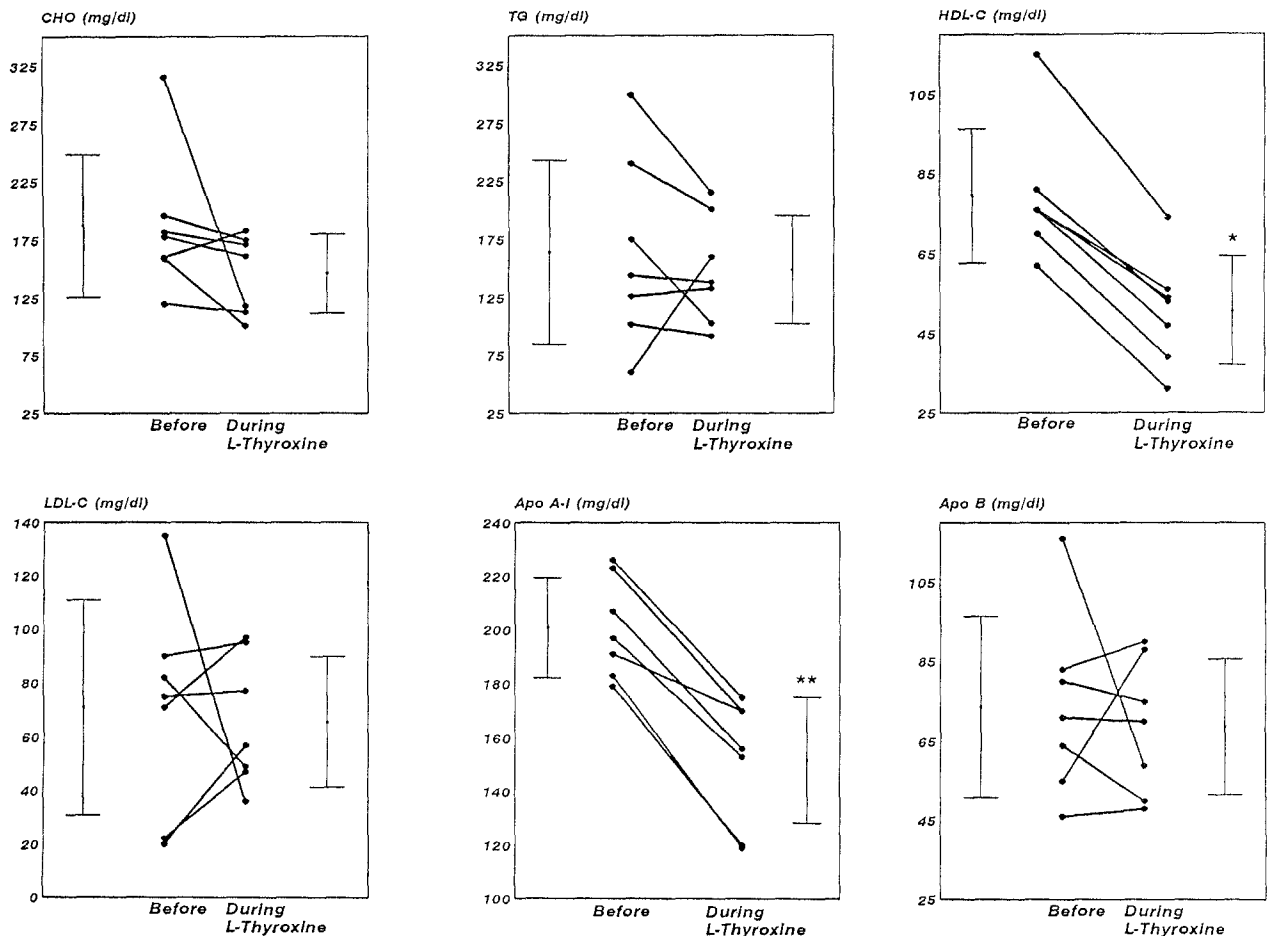 CHO (mg/dl)
325
275
225
175
125
75
25
Before During
L-Thyroxine
TG (mg/dl)
325
275
225
175
125
75
25
Before During
L-Thyroxine
HDL-C (mg/dl)
105
85
65
45
25
*
Before During
L-Thyroxine
LDL-C (mg/dl)
140
120
100
80
60
40
20
0
Before During
L-Thyroxine
Apo A-I (mg/dl)
240
220
200
180
160
140
120
100
**
Before During
L-Thyroxine
Apo B (mg/dl)
105
85
65
45
25
Before During
L-Thyroxine